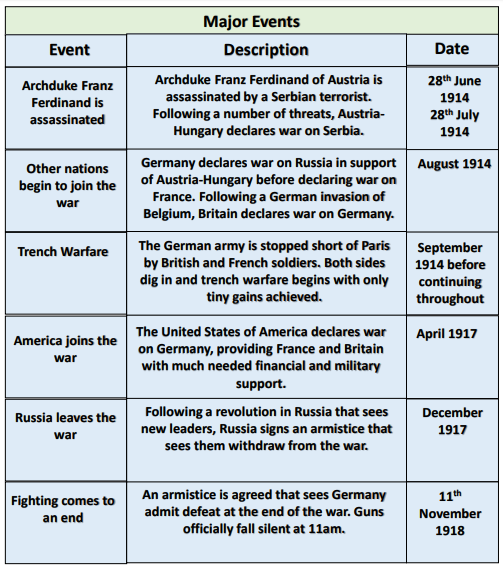 Major Events
Event
Description
Date
Archduke Franz
Ferdinand is
assassinated
Archduke Franz Ferdinand of Austria is
assassinated by a Serbian terrorist.
Following a number of threats, Austria-
Hungary declares war on Serbia.
28th June
1914
28th July
1914
Other nations
begin to join the
war
Germany declares war on Russia in support
of Austria-Hungary before declaring war on
France. Following a German invasion of
Belgium, Britain declares war on Germany.
August 1914
Trench Warfare
The German army is stopped short of Paris
by British and French soldiers. Both sides
dig in and trench warfare begins with only
tiny gains achieved.
September
1914 before
continuing
throughout
America joins the
war
The United States of America declares war
on Germany, providing France and Britain
with much needed financial and military
support.
April 1917
Russia leaves the
war
Following a revolution in Russia that sees
new leaders, Russia signs an armistice that
sees them withdraw from the war.
December
1917
Fighting comes to
an end
An armistice is agreed that sees Germany
admit defeat at the end of the war. Guns
officially fall silent at 11am.
11th
November
1918